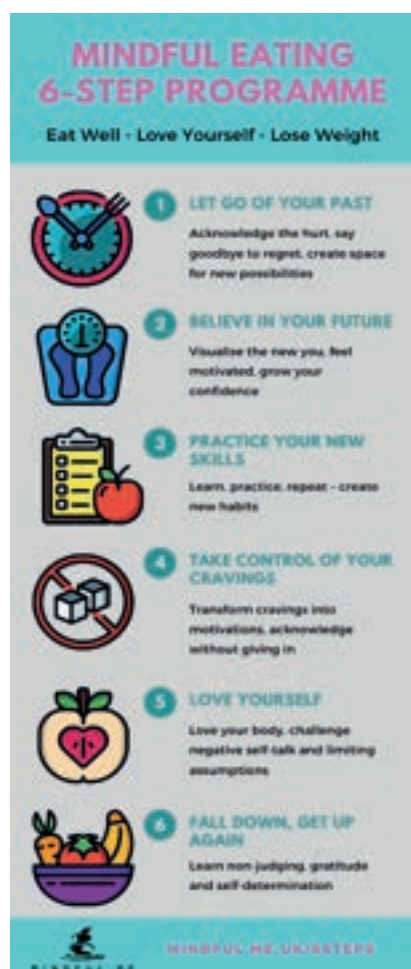 MINDFUL EATING
6-STEP PROGRAMME
Eat Well - Love Yourself - Lose Weight
1
LET GO OF YOUR PAST
Acknowledge the hurt, say
goodbye to regret, create space
for new possibilities
2
BELIEVE IN YOUR FUTURE
Visualise the new you, feel
motivated, grow your
confidence
3
PRACTICE YOUR NEW
SKILLS
Learn, practice, repeat - create
new habits
4
TAKE CONTROL OF YOUR
CRAVINGS
Transform cravings into
motivations, acknowledge
without giving in
5
LOVE YOURSELF
Love your body, challenge
negative self-talk and limiting
assumptions
6
FALL DOWN, GET UP
AGAIN
Learn non-judging, gratitude
and self-determination
MINDFUL.ME.UK/6STEPS